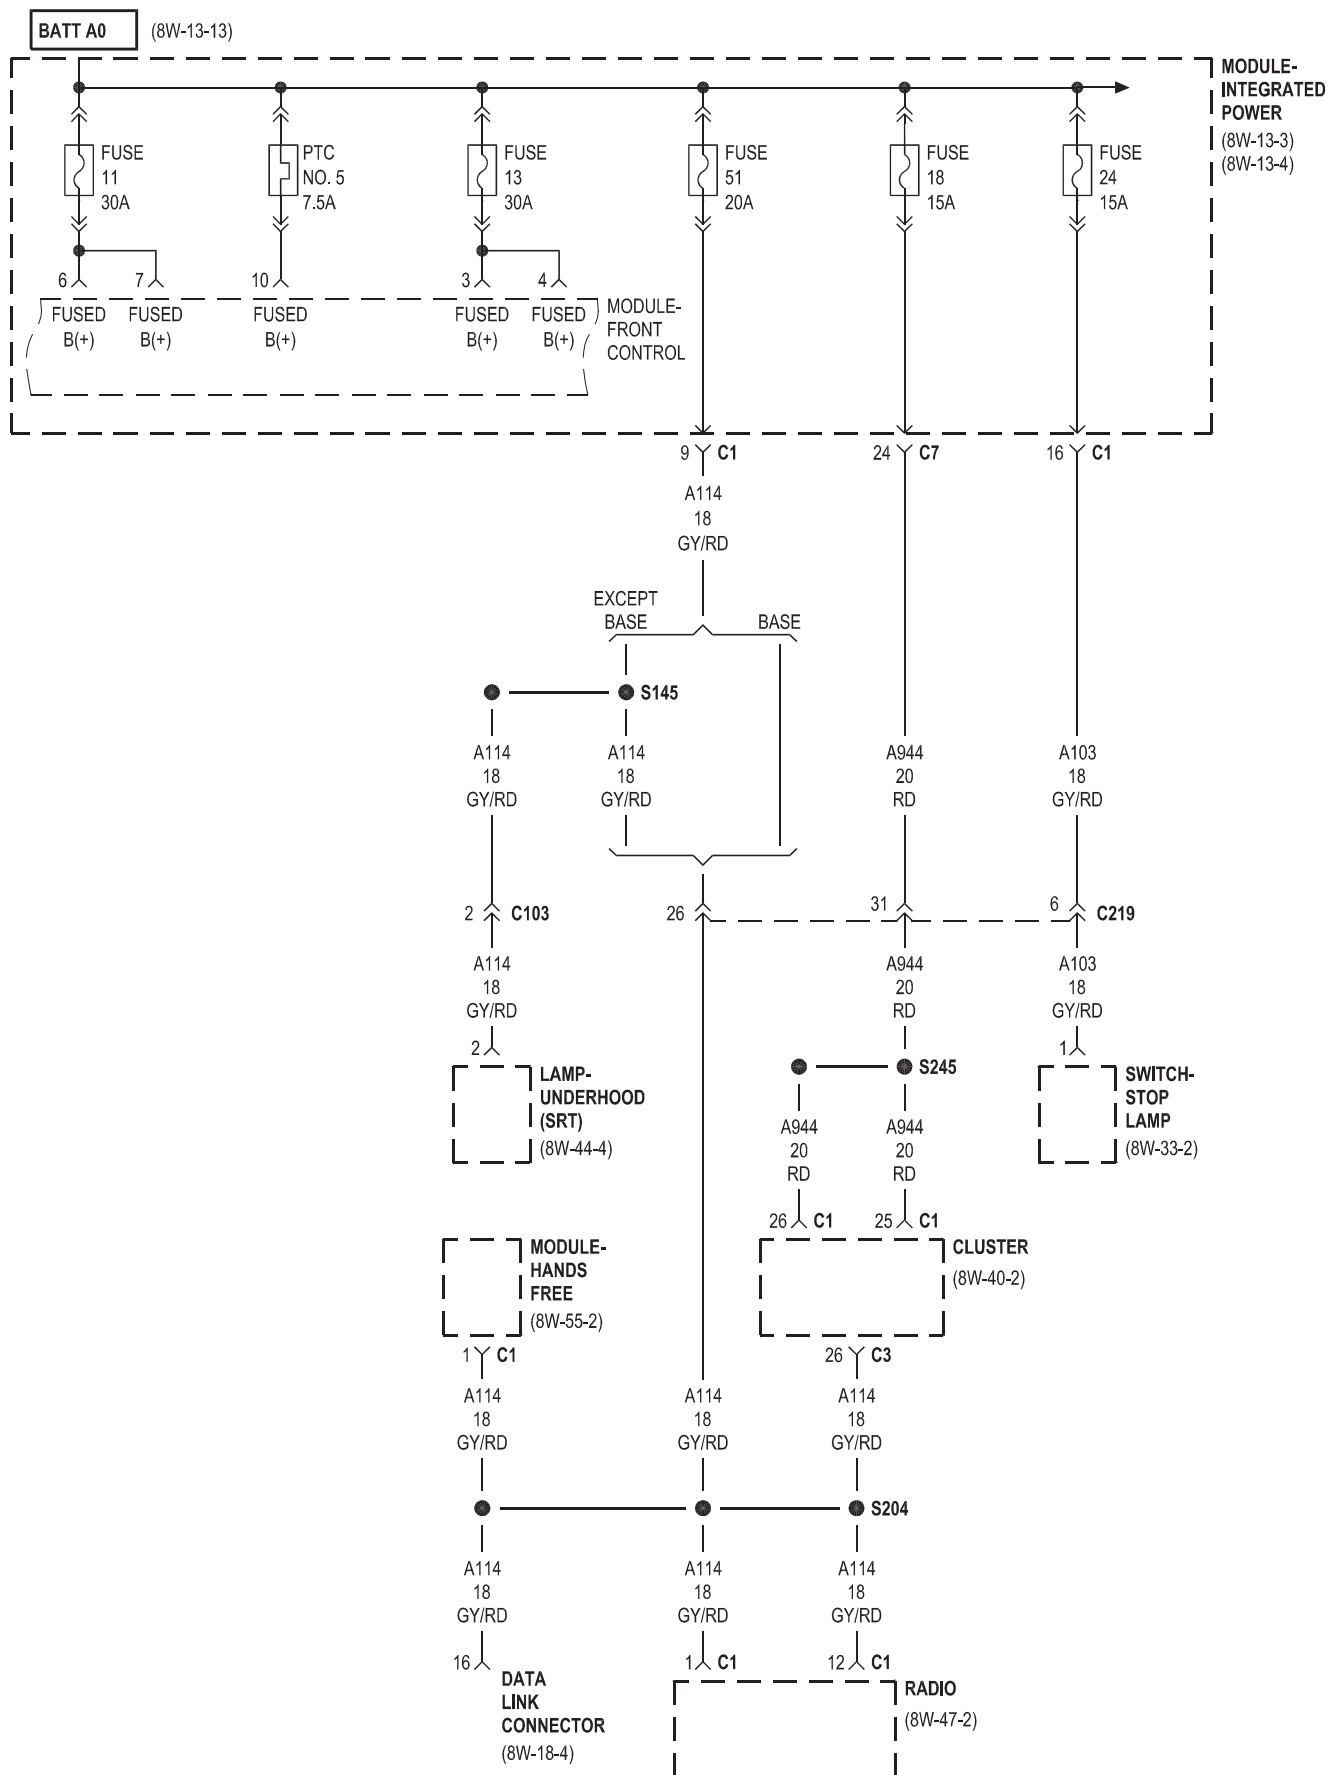 BATT A0 (8W-13-13)
MODULE-
INTEGRATED
POWER
(8W-13-3)
(8W-13-4)
FUSE
11
30A
PTC
NO. 5
7.5A
FUSE
13
30A
FUSE
51
20A
FUSE
18
15A
FUSE
24
15A
6 7 10 3 4
FUSED
B(+)
FUSED
B(+)
FUSED
B(+)
FUSED
B(+)
FUSED
B(+)
MODULE-
FRONT
CONTROL
9 C1 24 C7 16 C1
A114
18
GY/RD
EXCEPT
BASE
BASE
S145
A114
18
GY/RD
A114
18
GY/RD
A944
20
RD
A103
18
GY/RD
2 C103 26 31 6 C219
A114
18
GY/RD
A944
20
RD
A103
18
GY/RD
2
LAMP-
UNDERHOOD
(SRT)
(8W-44-4)
S245
1
SWITCH-
STOP
LAMP
(8W-33-2)
A944
20
RD
A944
20
RD
26 C1 25 C1
MODULE-
HANDS
FREE
(8W-55-2)
CLUSTER
(8W-40-2)
1 C1 26 C3
A114
18
GY/RD
A114
18
GY/RD
A114
18
GY/RD
S204
A114
18
GY/RD
A114
18
GY/RD
A114
18
GY/RD
16 1 C1 12 C1
DATA
LINK
CONNECTOR
(8W-18-4)
RADIO
(8W-47-2)